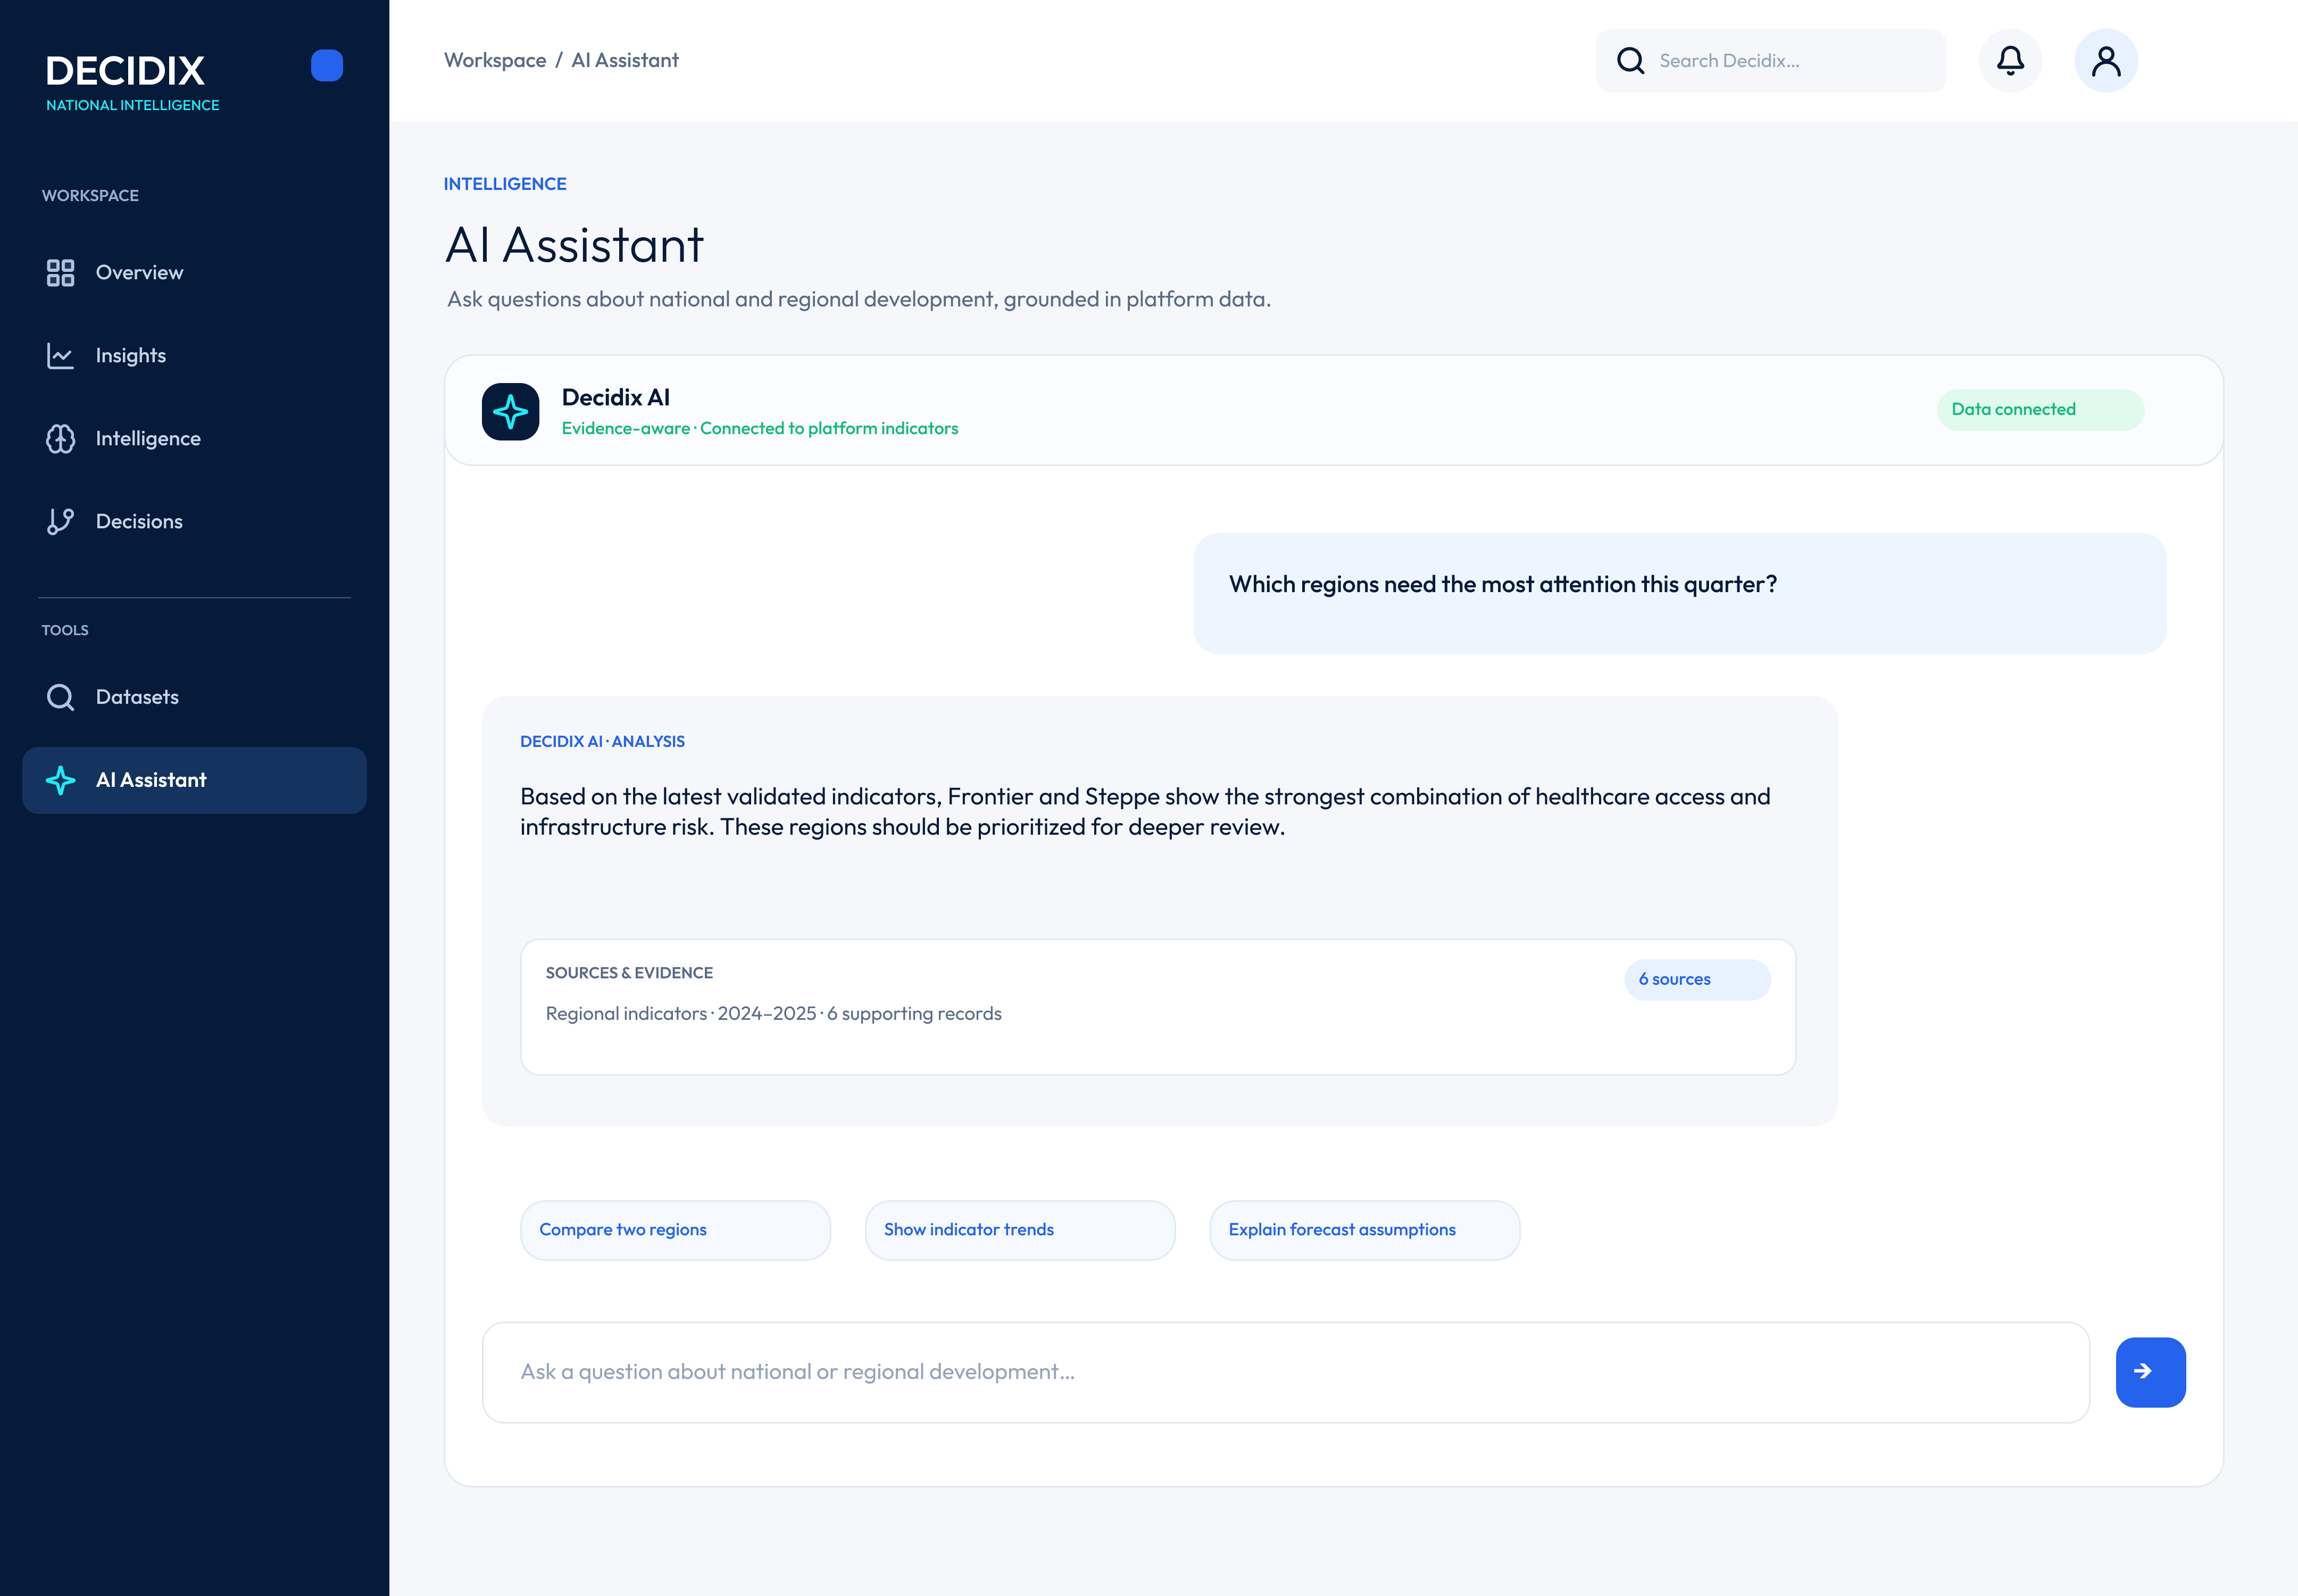 DECIDIX
NATIONAL INTELLIGENCE
WORKSPACE
Overview
Insights
Intelligence
Decisions
TOOLS
Datasets
AI Assistant
Workspace / AI Assistant
Search Decidix...
INTELLIGENCE
AI Assistant
Ask questions about national and regional development, grounded in platform data.
Decidix AI
Evidence-aware · Connected to platform indicators
Data connected
Which regions need the most attention this quarter?
DECIDIX AI · ANALYSIS
Based on the latest validated indicators, Frontier and Steppe show the strongest combination of healthcare access and
infrastructure risk. These regions should be prioritized for deeper review.
SOURCES & EVIDENCE
6 sources
Regional indicators · 2024–2025 · 6 supporting records
Compare two regions
Show indicator trends
Explain forecast assumptions
Ask a question about national or regional development...